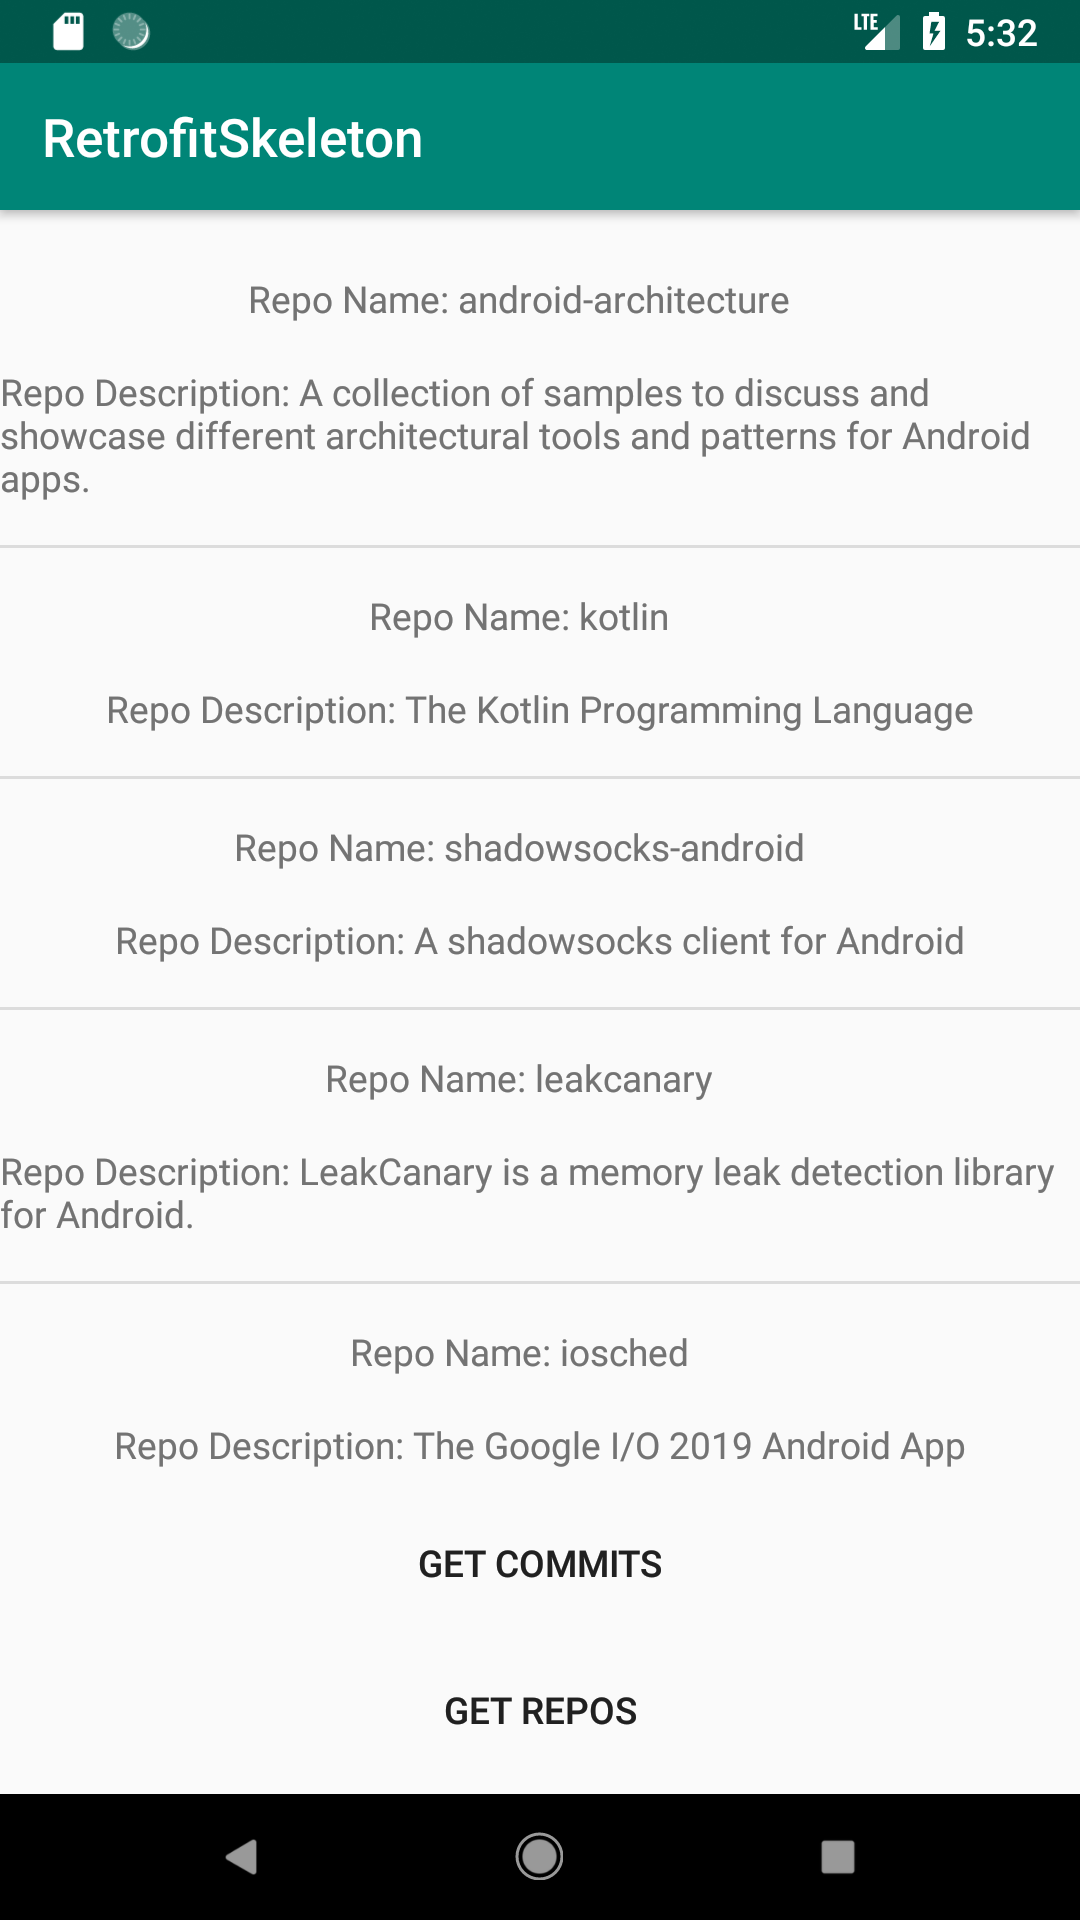 LTE 5:32
RetrofitSkeleton
Repo Name: android-architecture
Repo Description: A collection of samples to discuss and
showcase different architectural tools and patterns for Android
apps.
Repo Name: kotlin
Repo Description: The Kotlin Programming Language
Repo Name: shadowsocks-android
Repo Description: A shadowsocks client for Android
Repo Name: leakcanary
Repo Description: LeakCanary is a memory leak detection library
for Android.
Repo Name: iosched
Repo Description: The Google I/O 2019 Android App
GET COMMITS
GET REPOS